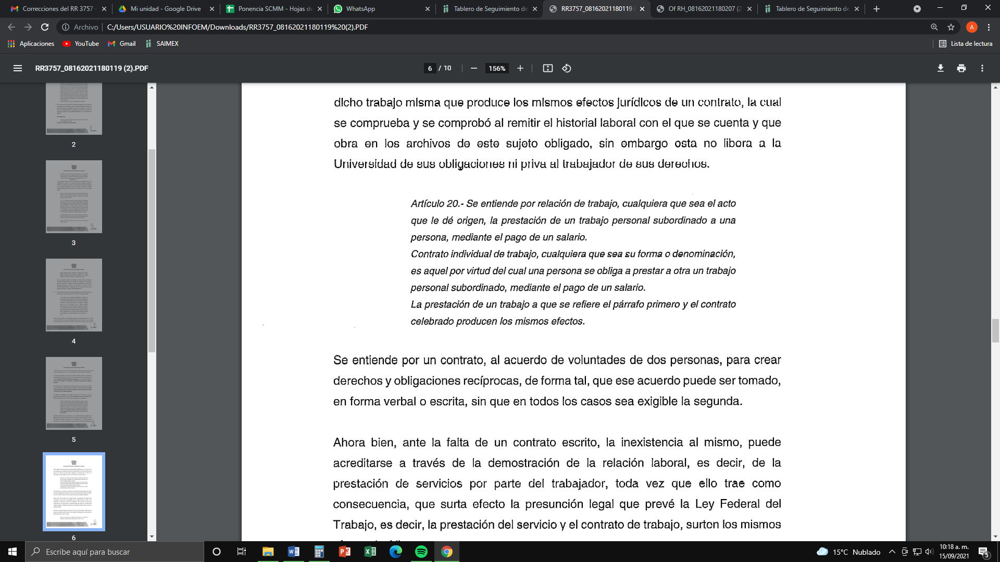 Correcciones del RR 3757 -
Mi unidad - Google Drive
Ponencia SCMM - Hojas de
WhatsApp
Tablero de Seguimiento de
RR3757_08162021180119
Of RH_08162021180207 (2
Tablero de Seguimiento de
Archivo
C:/Users/USUARIO%20INFOEM/Downloads/RR3757_08162021180119%20(2).PDF
A
Aplicaciones
YouTube
Gmail
SAIMEX
Lista de lectura
RR3757_08162021180119 (2).PDF
6 / 10
156%
2
3
4
5
6
dicho trabajo misma que produce los mismos efectos jurídicos de un contrato, la cual
se comprueba y se comprobó al remitir el historial laboral con el que se cuenta y que
obra en los archivos de este sujeto obligado, sin embargo esta no libera a la
Universidad de sus obligaciones ni priva al trabajador de sus derechos.
Artículo 20.- Se entiende por relación de trabajo, cualquiera que sea el acto
que le dé origen, la prestación de un trabajo personal subordinado a una
persona, mediante el pago de un salario.
Contrato individual de trabajo, cualquiera que sea su forma o denominación,
es aquel por virtud del cual una persona se obliga a prestar a otra un trabajo
personal subordinado, mediante el pago de un salario.
La prestación de un trabajo a que se refiere el párrafo primero y el contrato
celebrado producen los mismos efectos.
Se entiende por un contrato, al acuerdo de voluntades de dos personas, para crear
derechos y obligaciones recíprocas, de forma tal, que ese acuerdo puede ser tomado,
en forma verbal o escrita, sin que en todos los casos sea exigible la segunda.
Ahora bien, ante la falta de un contrato escrito, la inexistencia al mismo, puede
acreditarse a través de la demostración de la relación laboral, es decir, de la
prestación de servicios por parte del trabajador, toda vez que ello trae como
consecuencia, que surta efecto la presunción legal que prevé la Ley Federal del
Trabajo, es decir, la prestación del servicio y el contrato de trabajo, surten los mismos
Escribe aquí para buscar
15°C Nublado
10:18 a. m.
15/09/2021
5